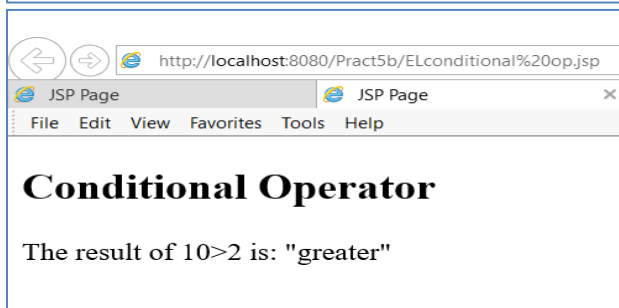 http://localhost:8080/Pract5b/ELconditional%20op.jsp
JSP Page JSP Page
File Edit View Favorites Tools Help
Conditional Operator
The result of 10>2 is: "greater"